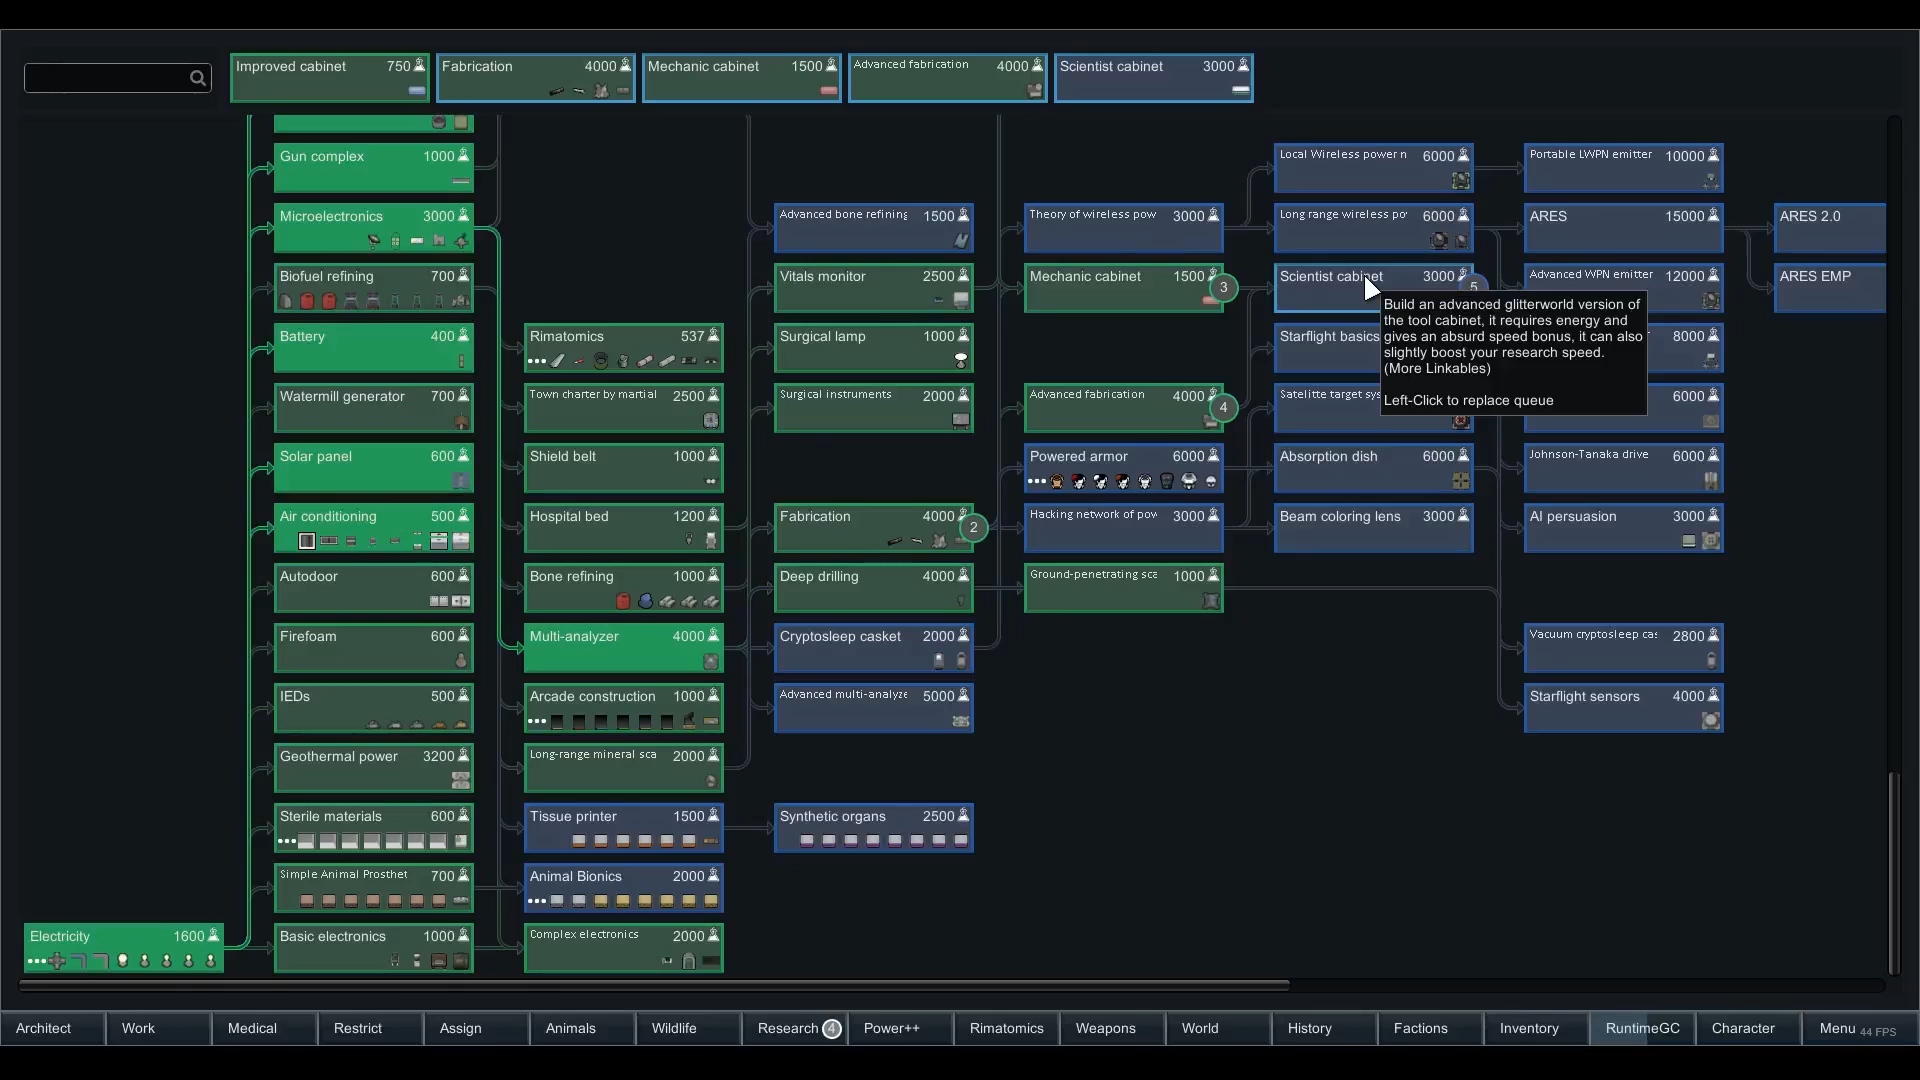 Improved cabinet 750
Fabrication 4000
Mechanic cabinet 1500
Advanced fabrication 4000
Scientist cabinet 3000
Gun complex 1000
Microelectronics 3000
Biofuel refining 700
Battery 400
Watermill generator 700
Solar panel 600
Air conditioning 500
Autodoor 600
Firefoam 600
IEDs 500
Geothermal power 3200
Sterile materials 600
Simple Animal Prosthet 700
Electricity 1600
Basic electronics 1000
Rimatomics 537
Town charter by martial 2500
Shield belt 1000
Hospital bed 1200
Bone refining 1000
Multi-analyzer 4000
Arcade construction 1000
Long-range mineral sca 2000
Tissue printer 1500
Animal Bionics 2000
Complex electronics 2000
Advanced bone refining 1500
Vitals monitor 2500
Surgical lamp 1000
Surgical instruments 2000
Fabrication 4000
2
Deep drilling 4000
Cryptosleep casket 2000
Advanced multi-analyze 5000
Synthetic organs 2500
Theory of wireless pow 3000
Mechanic cabinet 1500
3
Advanced fabrication 4000
4
Powered armor 6000
Hacking network of pow 3000
Ground-penetrating sca 1000
Local Wireless power n 6000
Long range wireless po 6000
Scientist cabinet 3000
5
Starflight basics
Satelitte target sys
Absorption dish 6000
Beam coloring lens 3000
Build an advanced glitterworld version of
the tool cabinet, it requires energy and
gives an absurd speed bonus, it can also
slightly boost your research speed.
(More Linkables)
Left-Click to replace queue
Portable LWPN emitter 10000
ARES 15000
Advanced WPN emitter 12000
8000
6000
Johnson-Tanaka drive 6000
AI persuasion 3000
Vacuum cryptosleep cas 2800
Starflight sensors 4000
ARES 2.0
ARES EMP
Architect
Work
Medical
Restrict
Assign
Animals
Wildlife
Research 4
Power++
Rimatomics
Weapons
World
History
Factions
Inventory
RuntimeGC
Character
Menu 44 FPS